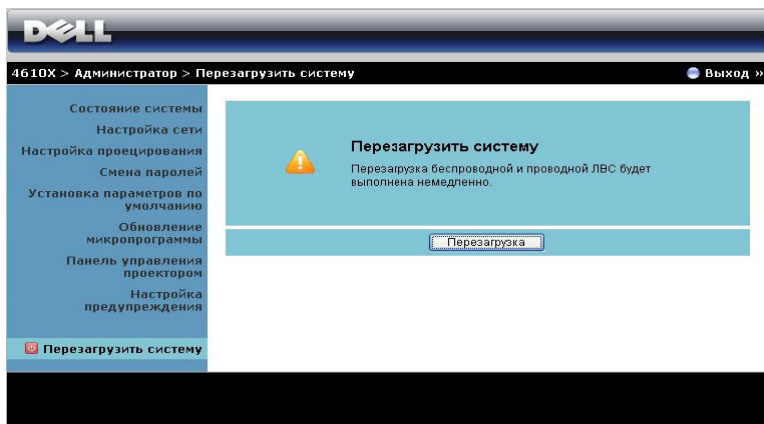 DELL
4610X > Администратор > Перезагрузить систему
Выход »
Состояние системы
Настройка сети
Настройка проецирования
Смена паролей
Установка параметров по
умолчанию
Обновление
микропрограммы
Панель управления
проектором
Настройка
предупреждения
Перезагрузить систему
Перезагрузить систему
Перезагрузка беспроводной и проводной ЛВС будет
выполнена немедленно.
Перезагрузка